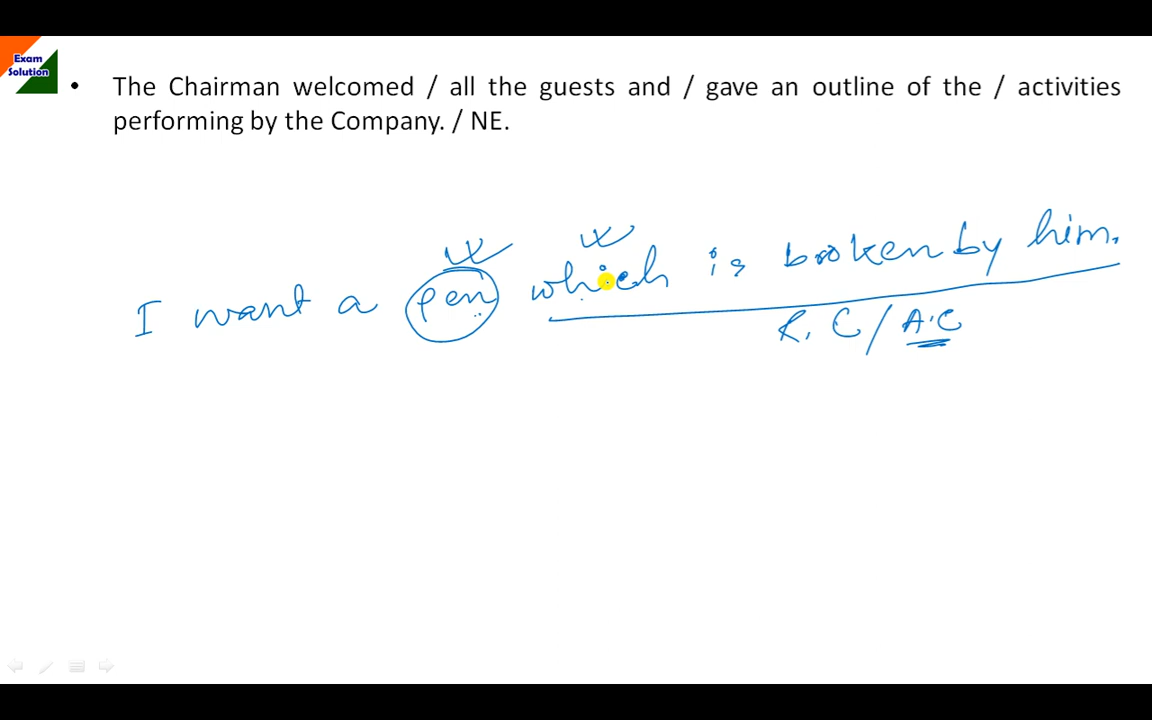 Exam
Solution
• The Chairman welcomed / all the guests and / gave an outline of the / activities
performing by the Company. / NE.
I want a pen which is broken by him.
R.C/A.C